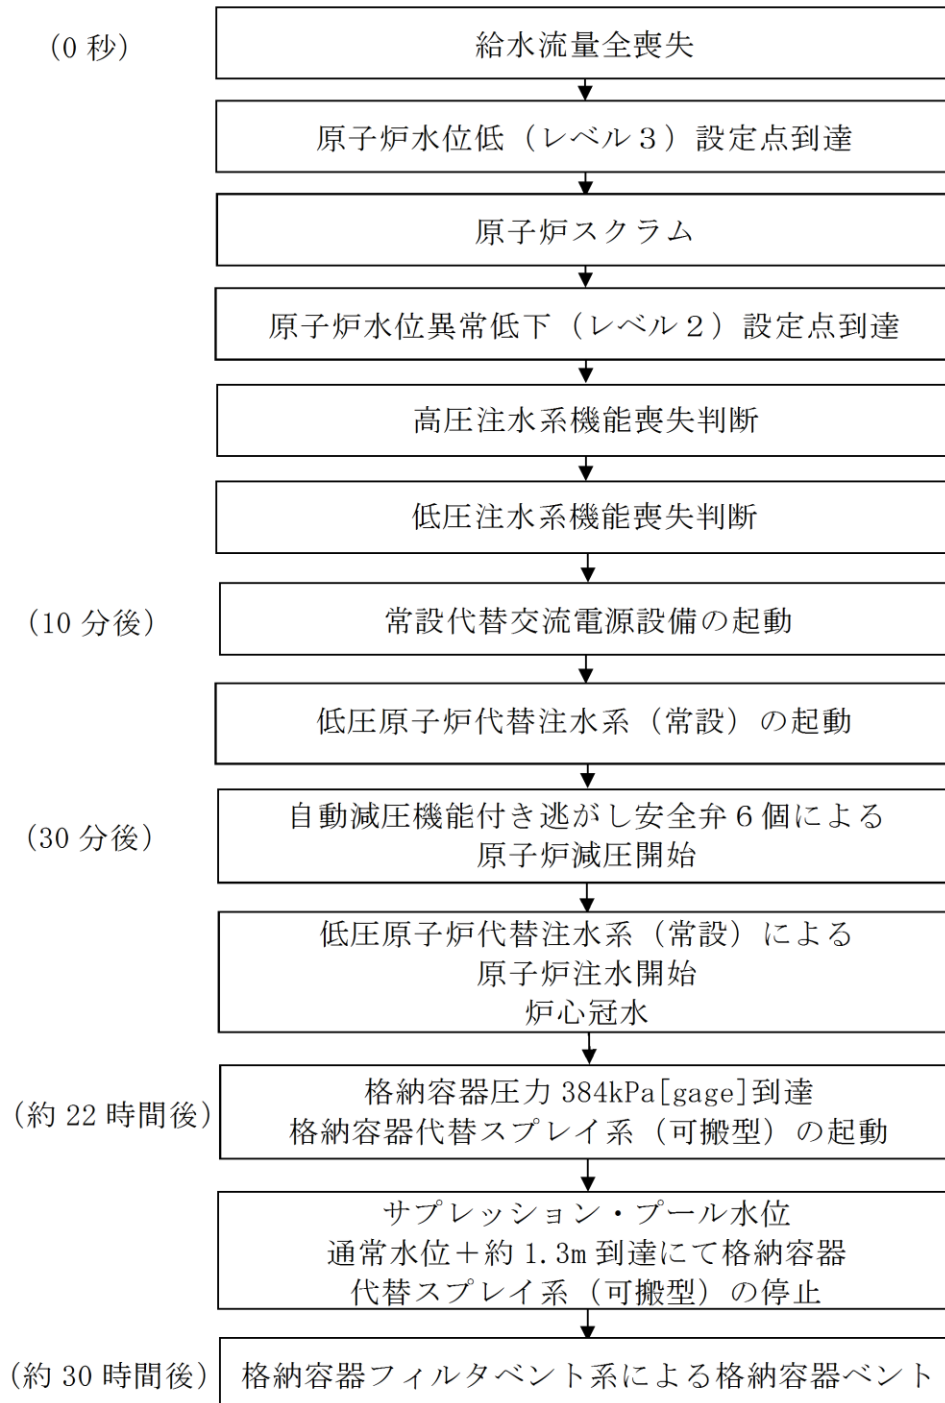 (0 秒)
給水流量全喪失
原子炉水位低（レベル３）設定点到達
原子炉スクラム
原子炉水位異常低下（レベル２）設定点到達
高圧注水系機能喪失判断
低圧注水系機能喪失判断
(10 分後)
常設代替交流電源設備の起動
低圧原子炉代替注水系（常設）の起動
(30 分後)
自動減圧機能付き逃がし安全弁６個による
原子炉減圧開始
低圧原子炉代替注水系（常設）による
原子炉注水開始
炉心冠水
(約 22 時間後)
格納容器圧力 384kPa[gage]到達
格納容器代替スプレイ系（可搬型）の起動
サプレッション・プール水位
通常水位＋約 1.3m 到達にて格納容器
代替スプレイ系（可搬型）の停止
(約 30 時間後)
格納容器フィルタベント系による格納容器ベント